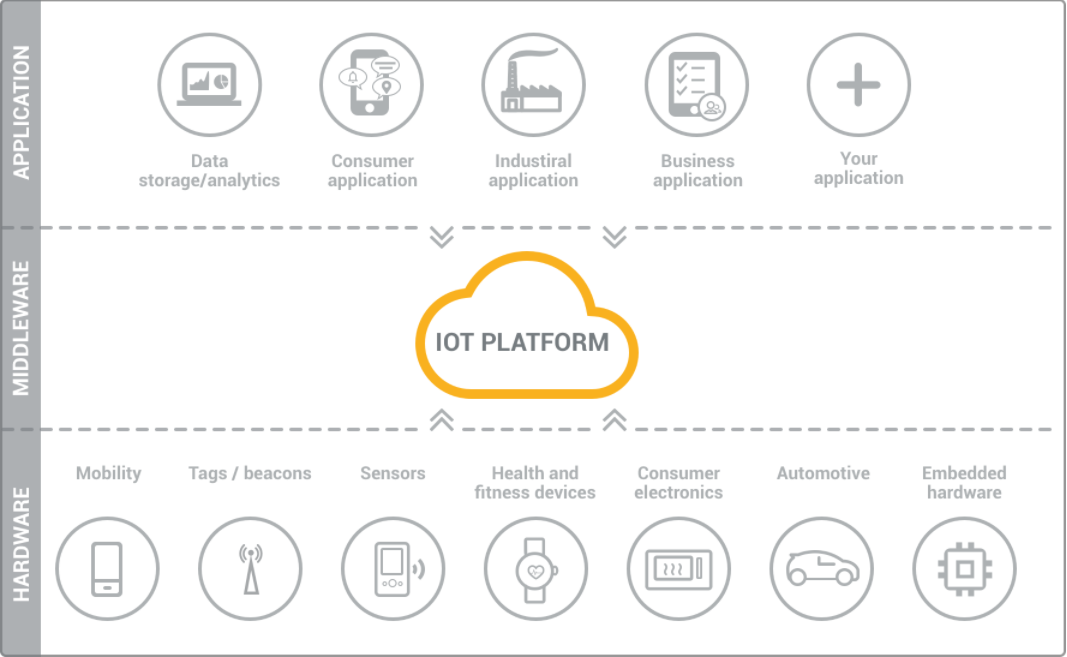 APPLICATION
Data
storage/analytics
Consumer
application
Industiral
application
Business
application
Your
application
MIDDLEWARE
IOT PLATFORM
HARDWARE
Mobility
Tags / beacons
Sensors
Health and
fitness devices
Consumer
electronics
Automotive
Embedded
hardware